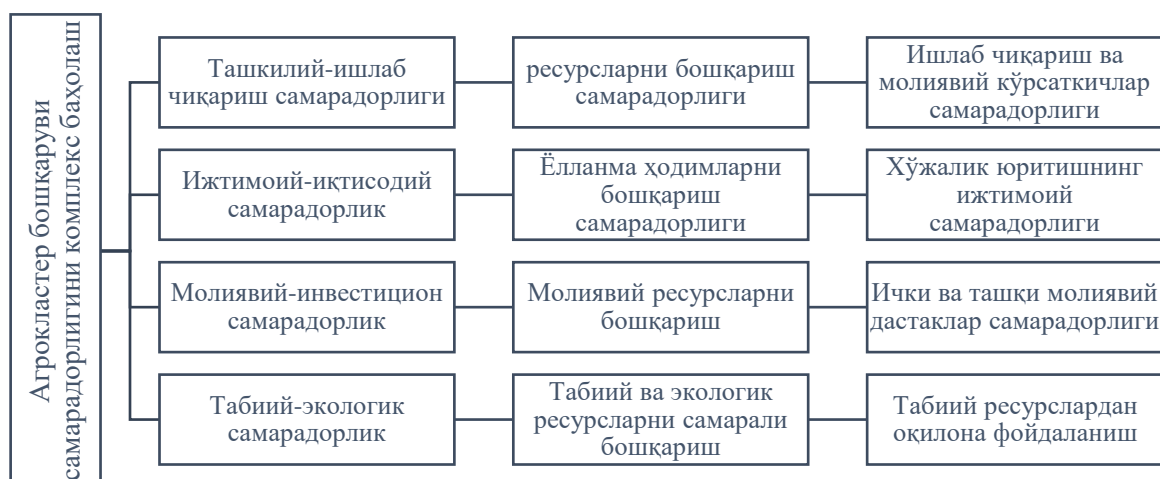 Агрокластер бошқаруви
самарадорлигини комплекс баҳолаш
Ташкилий-ишлаб
чиқариш самарадорлиги
ресурсларни бошқариш
самарадорлиги
Ишлаб чиқариш ва
молиявий кўрсаткичлар
самарадорлиги
Ижтимоий-иқтисодий
самарадорлик
Ёлланма ҳодимларни
бошқариш
самарадорлиги
Хўжалик юритишнинг
ижтимоий
самарадорлиги
Молиявий-инвестицион
самарадорлик
Молиявий ресурсларни
бошқариш
Ички ва ташқи молиявий
дастаклар самарадорлиги
Табиий-экологик
самарадорлик
Табиий ва экологик
ресурсларни самарали
бошқариш
Табиий ресурслардан
оқилона фойдаланиш